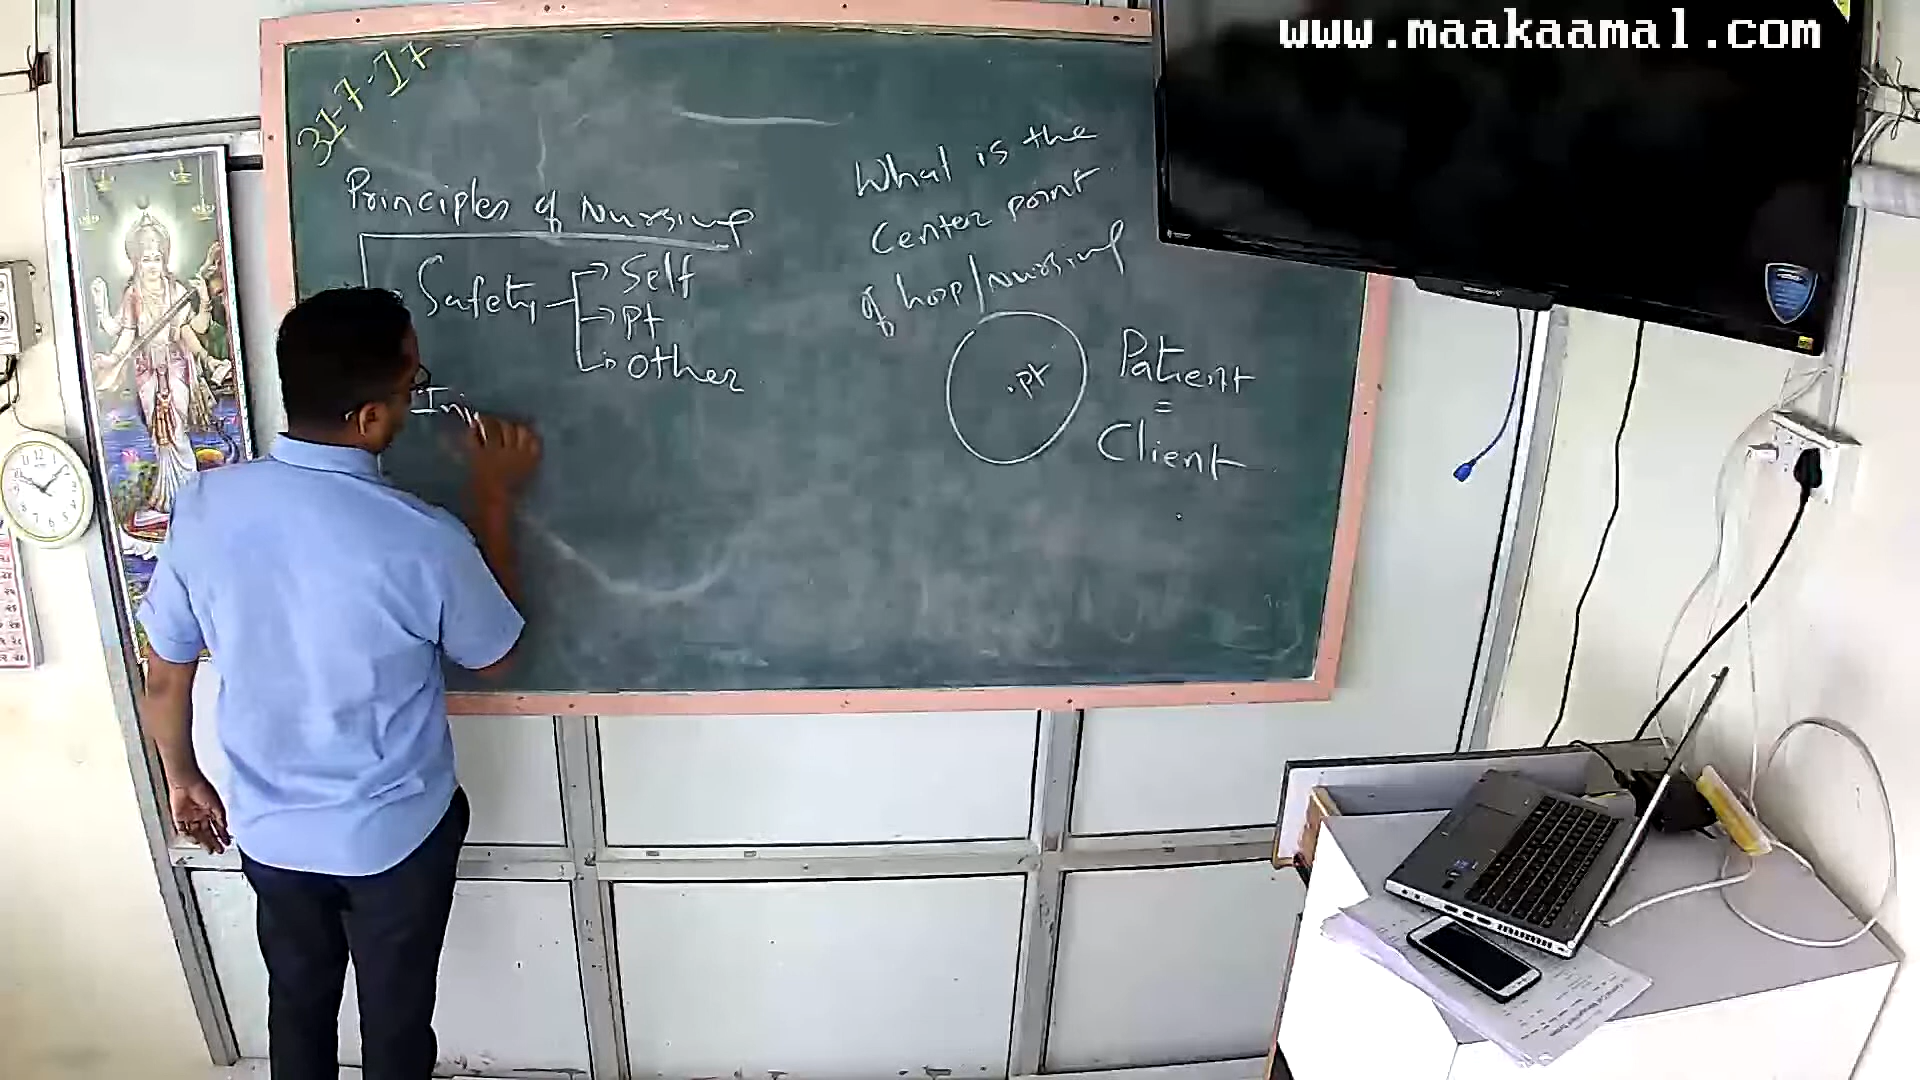 www.maakaamal.com
31-7-17
Principles of Nursing
Safety
Self
Pt
Other
What is the
Center point
of hosp/Nursing
.Pt
Patient
=
Client